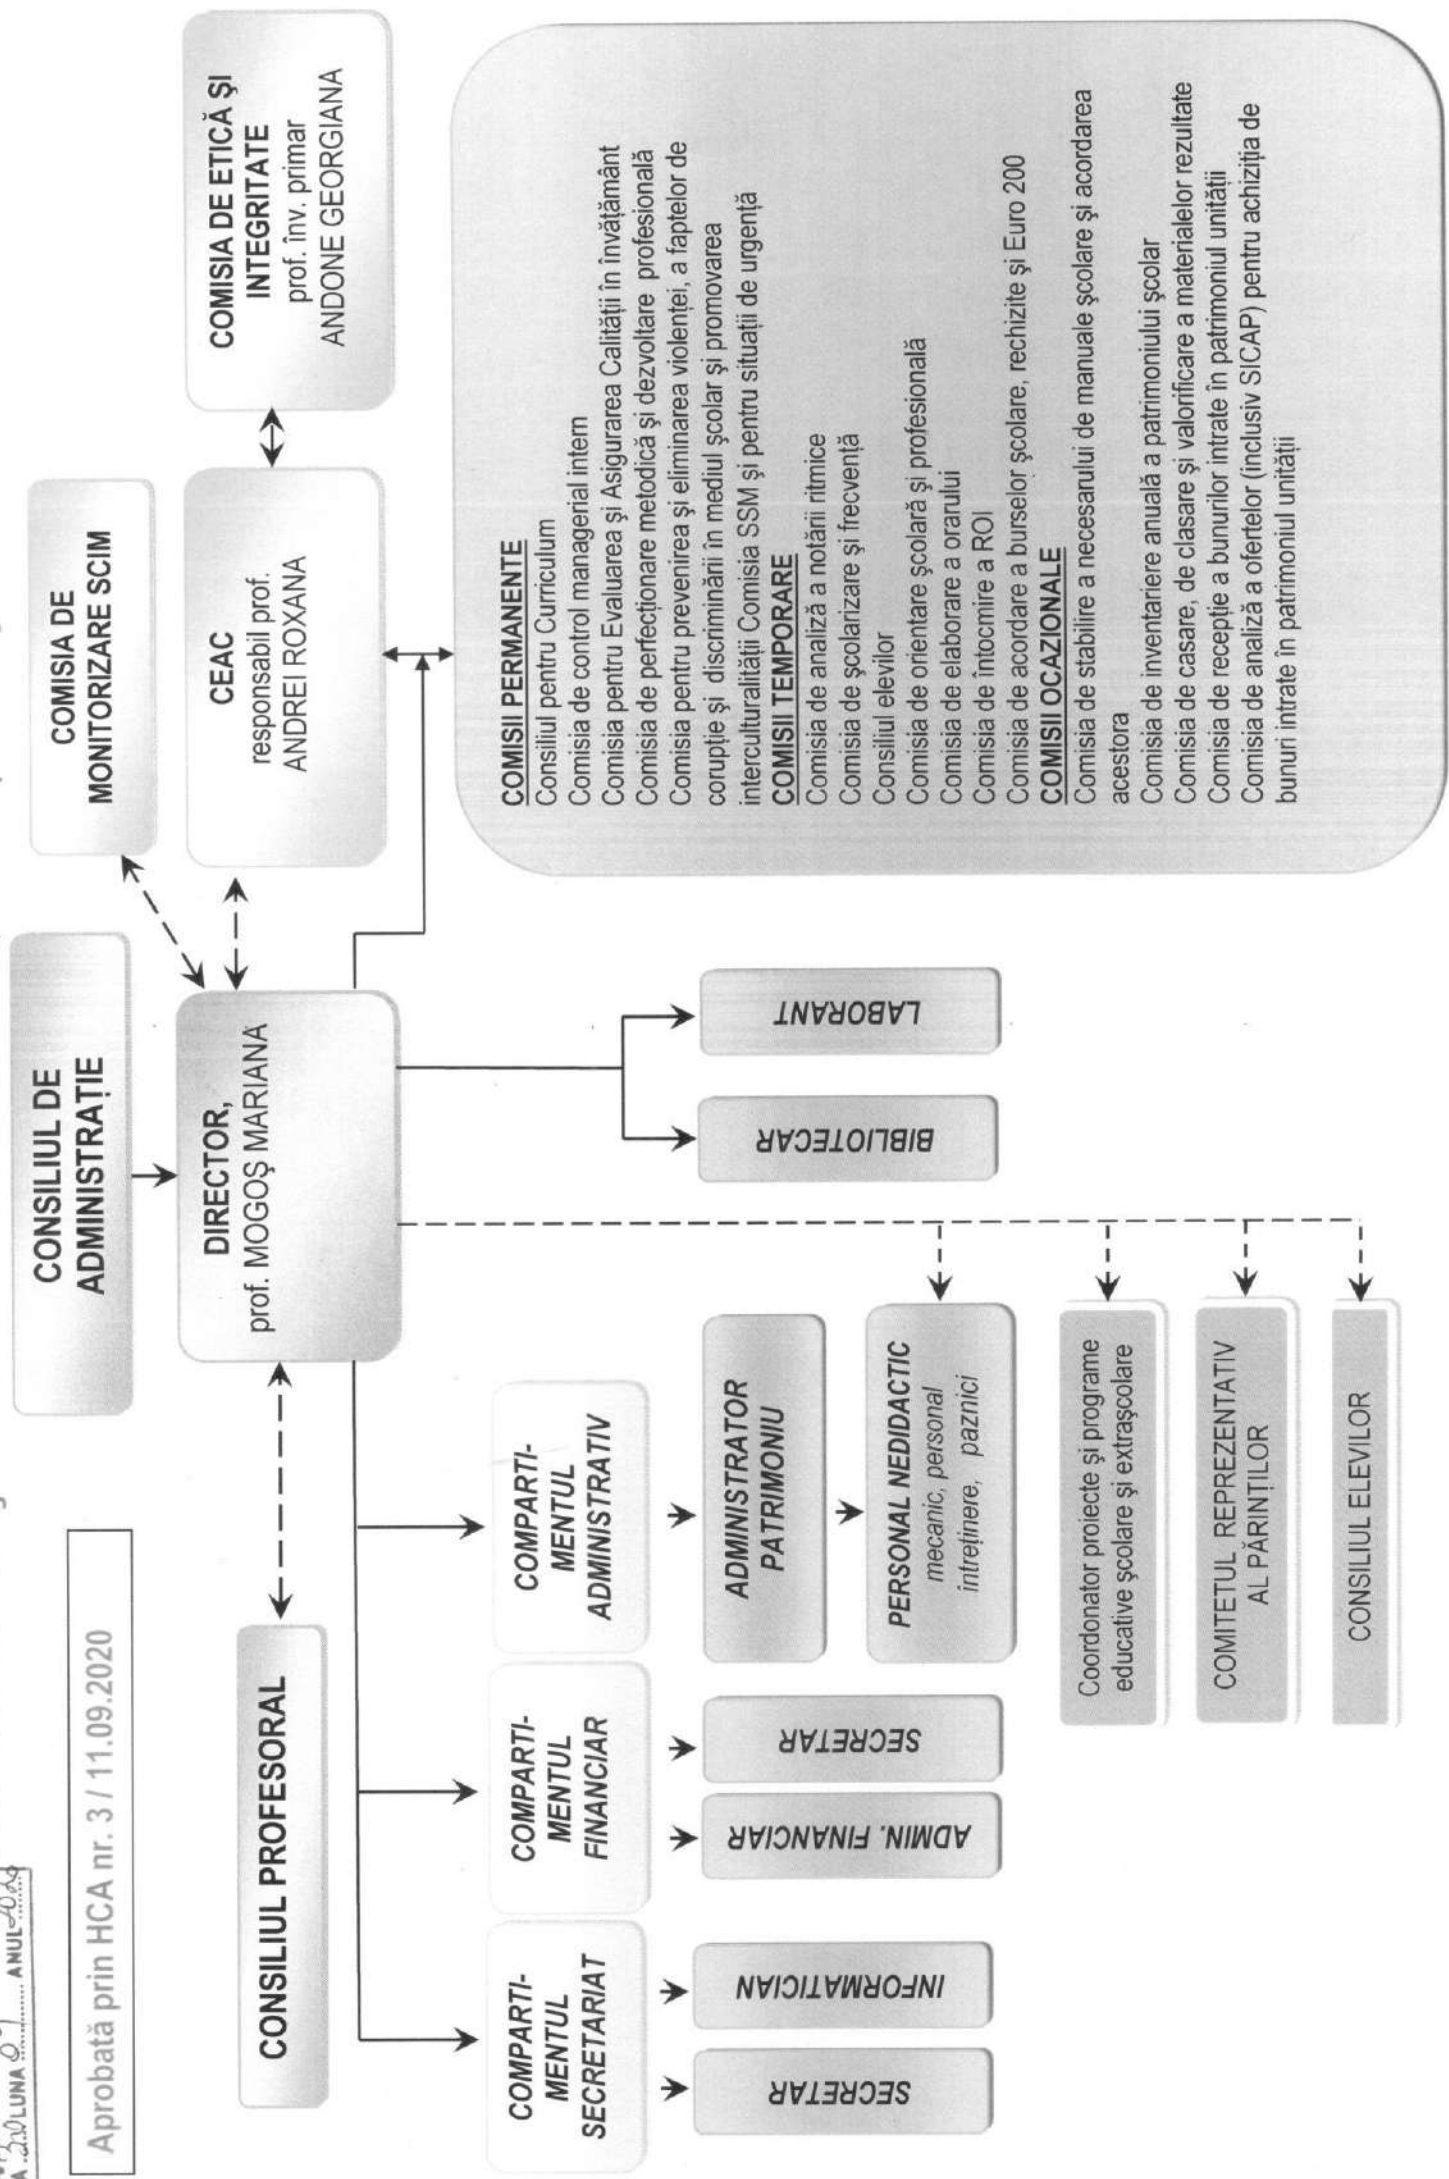 LUNA 09 ANUL 2020
Aprobată prin HCA nr. 3 / 11.09.2020
CONSILIUL DE
ADMINISTRAȚIE
COMISIA DE
MONITORIZARE SCIM
DIRECTOR,
prof. MOGOȘ MARIANA
CEAC
responsabil prof.
ANDREI ROXANA
COMISIA DE ETICĂ ȘI
INTEGRITATE
prof. înv. primar
ANDONE GEORGIANA
CONSILIUL PROFESORAL
COMPARTI-
MENTUL
SECRETARIAT
COMPARTI-
MENTUL
FINANCIAR
COMPARTI-
MENTUL
ADMINISTRATIV
SECRETAR
INFORMATICIAN
ADMIN. FINANCIAR
SECRETAR
ADMINISTRATOR
PATRIMONIU
PERSONAL NEDIDACTIC
mecanic, personal
întreținere, paznici
BIBLIOTECAR
LABORANT
Coordonator proiecte și programe
educative școlare și extrașcolare
COMITETUL REPREZENTATIV
AL PĂRINȚILOR
CONSILIUL ELEVILOR
COMISII PERMANENTE
Consiliul pentru Curriculum
Comisia de control managerial intern
Comisia pentru Evaluarea și Asigurarea Calității în învățământ
Comisia de perfecționare metodică și dezvoltare profesională
Comisia pentru prevenirea și eliminarea violenței, a faptelor de
corupție și discriminării în mediul școlar și promovarea
interculturalității Comisia SSM și pentru situații de urgență
COMISII TEMPORARE
Comisia de analiză a notării ritmice
Comisia de școlarizare și frecvență
Consiliul elevilor
Comisia de orientare școlară și profesională
Comisia de elaborare a orarului
Comisia de întocmire a ROI
Comisia de acordare a burselor școlare, rechizite și Euro 200
COMISII OCAZIONALE
Comisia de stabilire a necesarului de manuale școlare și acordarea
acestora
Comisia de inventariere anuală a patrimoniului școlar
Comisia de casare, de clasare și valorificare a materialelor rezultate
Comisia de recepție a bunurilor intrate în patrimoniul unității
Comisia de analiză a ofertelor (inclusiv SICAP) pentru achiziția de
bunuri intrate în patrimoniul unității